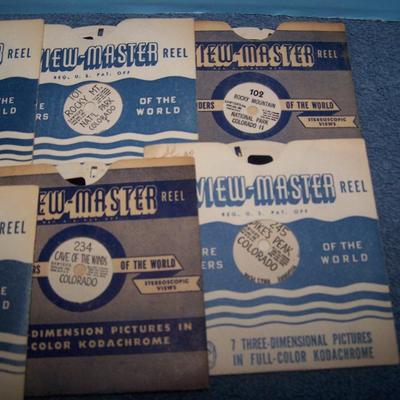 REEL
VIEW-MASTER REEL
REG. U.S. PAT. OFF
101
ROCKY MT.
NAT'L PARK
COLORADO
OF THE
WORLD
VIEW-MASTER REEL
102
ROCKY MOUNTAIN
NATIONAL PARK
COLORADO II
OF THE WORLD
STEREOSCOPIC
VIEWS
VIEW-MASTER REEL
234
CAVE OF THE WINDS
COLORADO
OF THE WORLD
STEREOSCOPIC
VIEWS
-DIMENSION PICTURES IN
-COLOR KODACHROME
VIEW-MASTER REEL
REG. U.S. PAT. OFF
245
PIKES PEAK
COLORADO
OF THE
WORLD
7 THREE-DIMENSIONAL PICTURES
IN FULL-COLOR KODACHROME